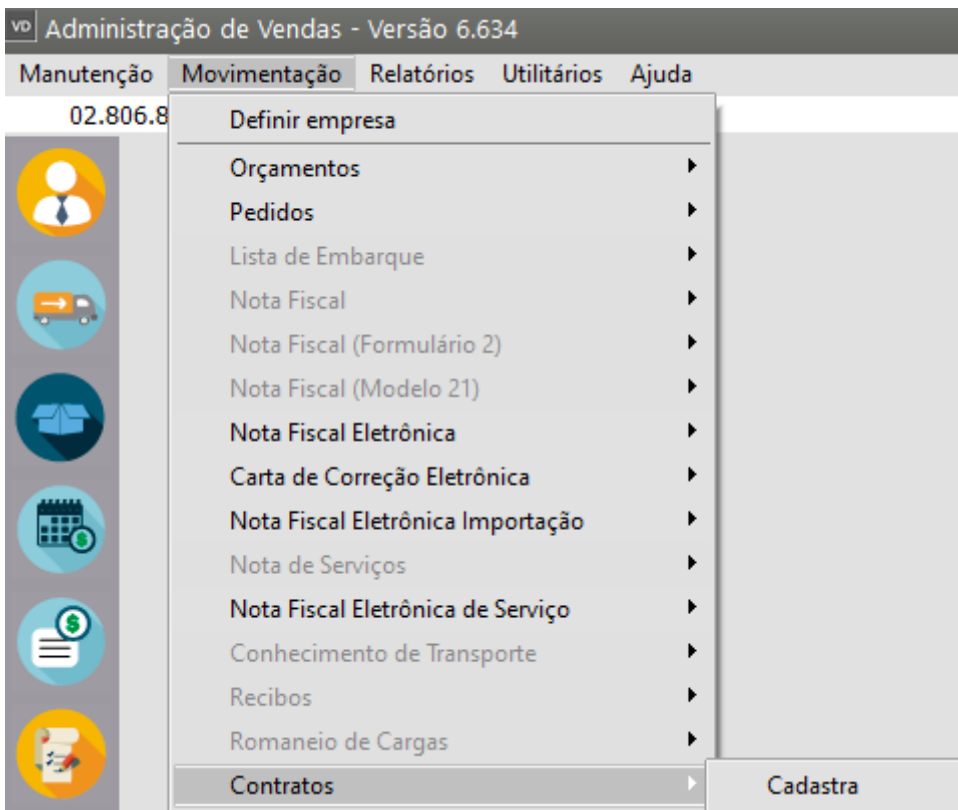 VD Administração de Vendas - Versão 6.634
Manutenção Movimentação Relatórios Utilitários Ajuda
02.806.8
Definir empresa
Orçamentos
Pedidos
Lista de Embarque
Nota Fiscal
Nota Fiscal (Formulário 2)
Nota Fiscal (Modelo 21)
Nota Fiscal Eletrônica
Carta de Correção Eletrônica
Nota Fiscal Eletrônica Importação
Nota de Serviços
Nota Fiscal Eletrônica de Serviço
Conhecimento de Transporte
Recibos
Romaneio de Cargas
Contratos Cadastra